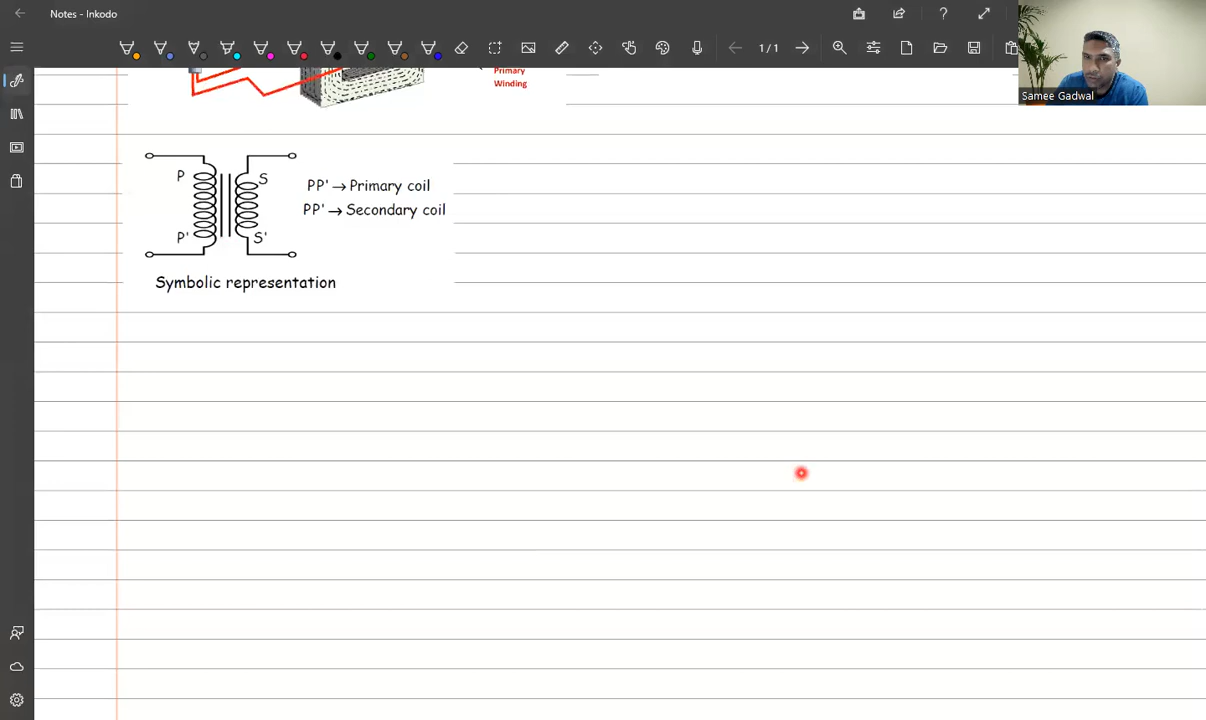 Notes - Inkodo
1/1
Samee Gadwal
Primary
Winding
P
S
PP' → Primary coil
PP' → Secondary coil
P'
S'
Symbolic representation